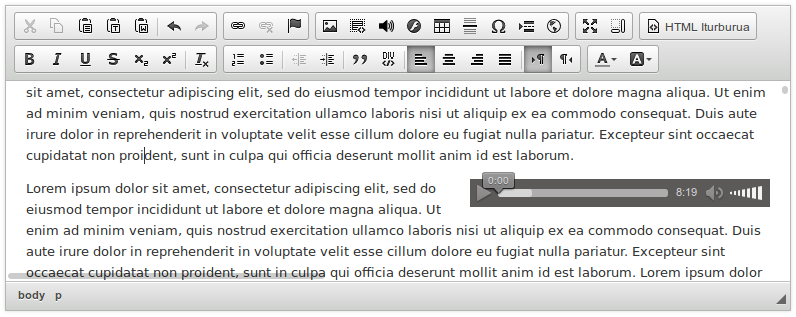 HTML Iturburua
B I U S x₂ x² Tx
DIV
A A
sit amet, consectetur adipiscing elit, sed do eiusmod tempor incididunt ut labore et dolore magna aliqua. Ut enim
ad minim veniam, quis nostrud exercitation ullamco laboris nisi ut aliquip ex ea commodo consequat. Duis aute
irure dolor in reprehenderit in voluptate velit esse cillum dolore eu fugiat nulla pariatur. Excepteur sint occaecat
cupidatat non proident, sunt in culpa qui officia deserunt mollit anim id est laborum.
Lorem ipsum dolor sit amet, consectetur adipiscing elit, sed do
0:00
8:19
eiusmod tempor incididunt ut labore et dolore magna aliqua. Ut
enim ad minim veniam, quis nostrud exercitation ullamco laboris nisi ut aliquip ex ea commodo consequat. Duis
aute irure dolor in reprehenderit in voluptate velit esse cillum dolore eu fugiat nulla pariatur. Excepteur sint
occaecat cupidatat non proident, sunt in culpa qui officia deserunt mollit anim id est laborum. Lorem ipsum dolor
body p